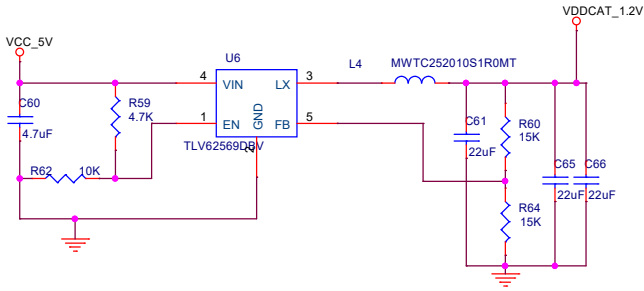 VDDCAT_1.2V
VCC_5V
U6
L4 MWTC252010S1R0MT
4 VIN LX 3
C60
4.7uF
R59
4.7K
1 EN GND FB 5
2
TLV62569DBV
C61
22uF
R60
15K
R62 10K
C65
22uF
C66
22uF
R64
15K